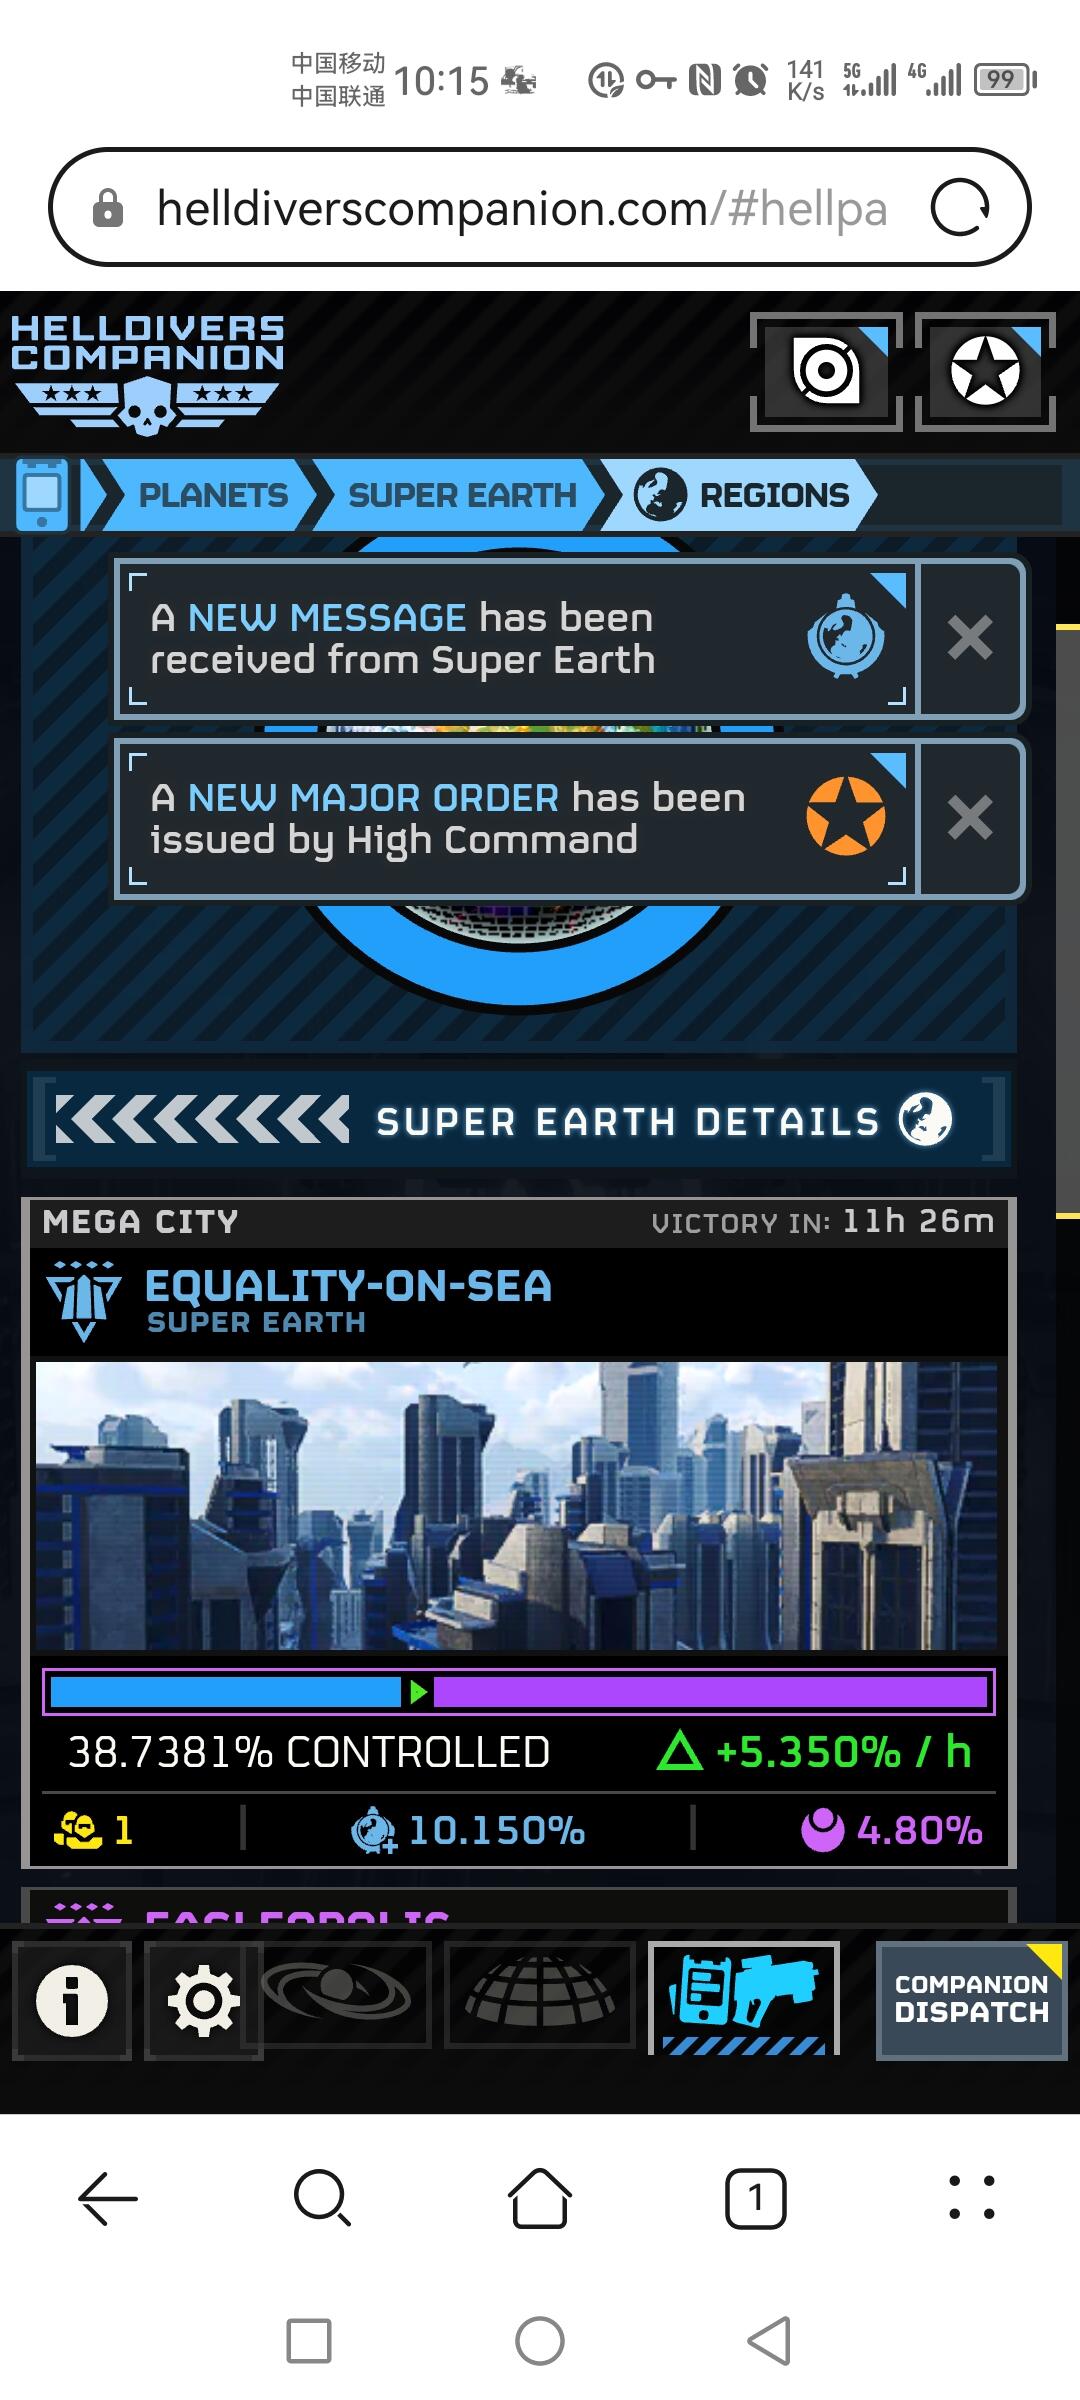 中国移动
中国联通
10:15
141
K/s
5G
4G
99
helldiverscompanion.com/#hellpa
HELLDIVERS
COMPANION
PLANETS
SUPER EARTH
REGIONS
A NEW MESSAGE has been
received from Super Earth
A NEW MAJOR ORDER has been
issued by High Command
SUPER EARTH DETAILS
MEGA CITY
VICTORY IN: 11h 26m
EQUALITY-ON-SEA
SUPER EARTH
38.7381% CONTROLLED
+5.350% / h
1
10.150%
4.80%
EAGLEOPOLIS
COMPANION
DISPATCH
1